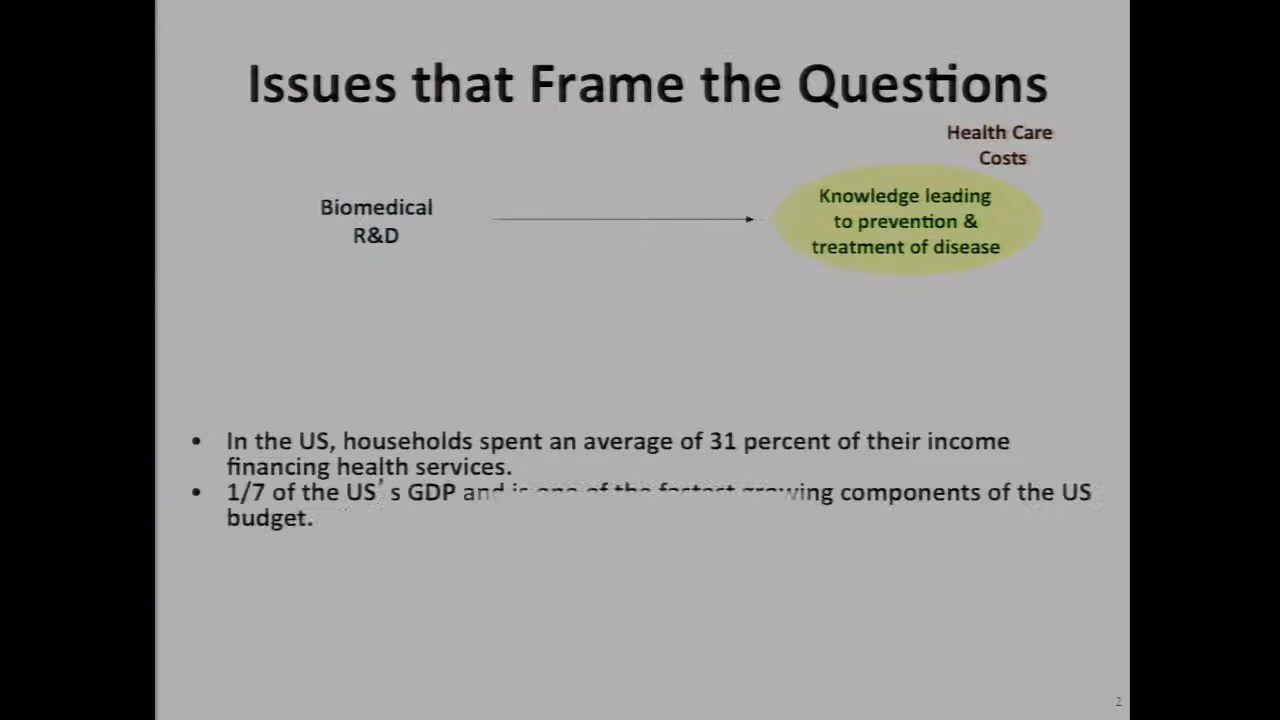 Issues that Frame the Questions
Health Care
Costs
Biomedical
R&D
Knowledge leading
to prevention &
treatment of disease
• In the US, households spent an average of 31 percent of their income
financing health services.
• 1/7 of the US's GDP and is one of the fastest growing components of the US
budget.
2